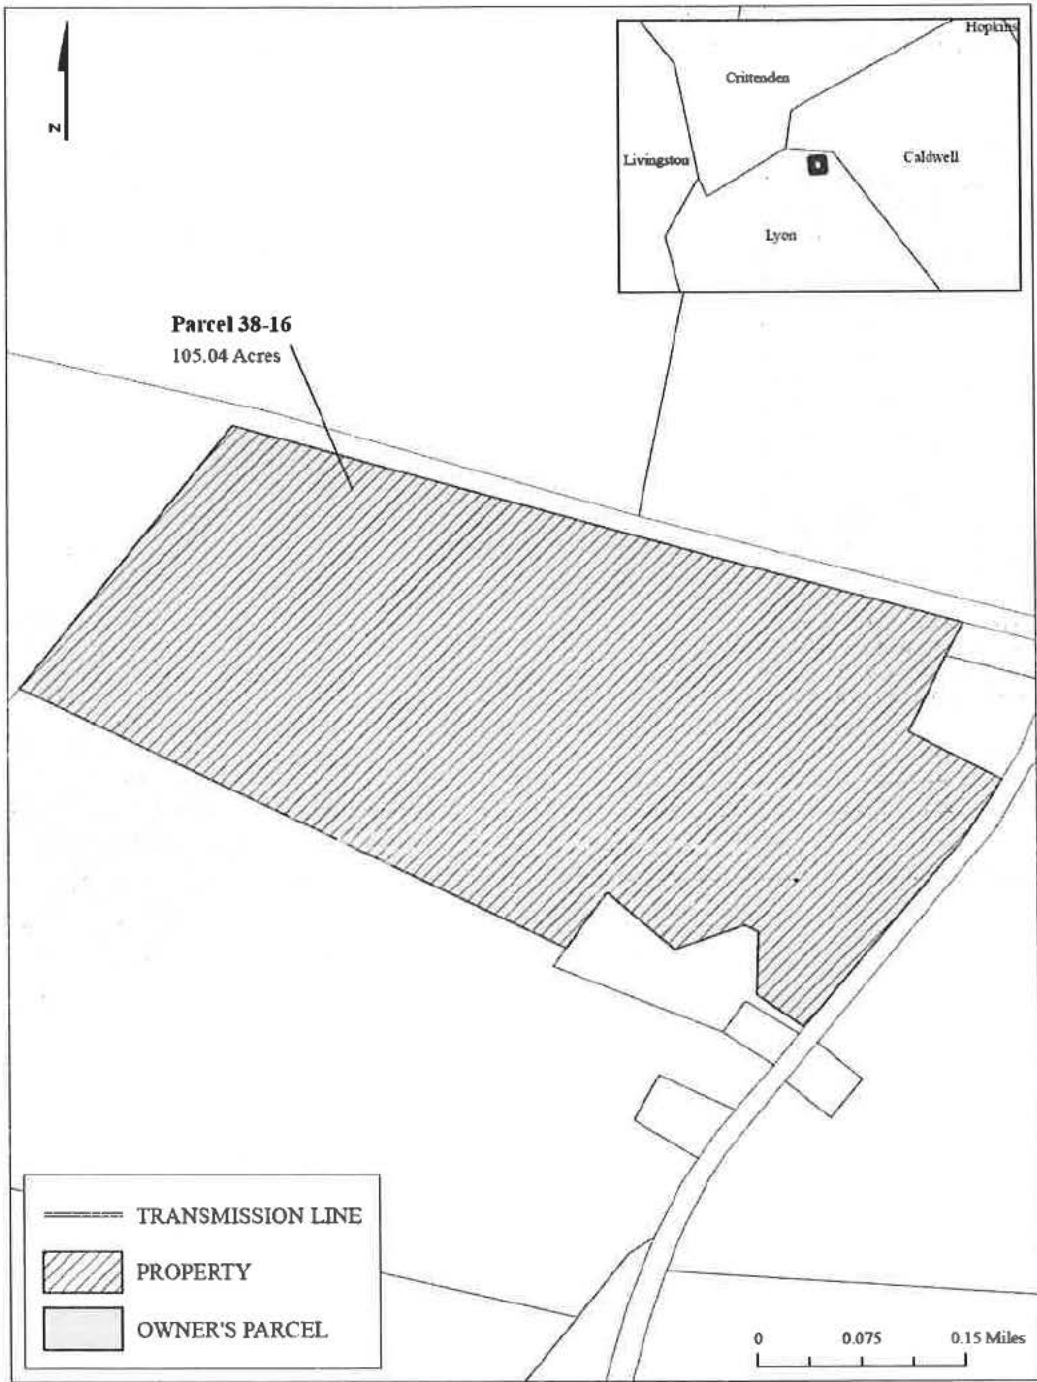 N
Hopkins
Crittenden
Livingston
Caldwell
Lyon
Parcel 38-16
105.04 Acres
TRANSMISSION LINE
PROPERTY
OWNER'S PARCEL
0 0.075 0.15 Miles